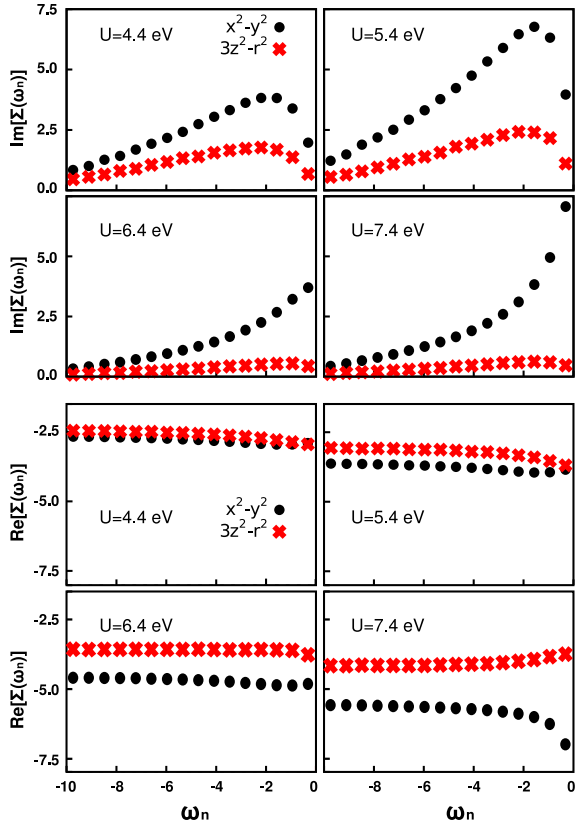 7.5
5.0
2.5
0.0
Im[Σ(ωn)]
U=4.4 eV
x²-y²
3z²-r²
U=5.4 eV
5.0
2.5
0.0
Im[Σ(ωn)]
U=6.4 eV
U=7.4 eV
-2.5
-5.0
-7.5
Re[Σ(ωn)]
U=4.4 eV
x²-y²
3z²-r²
U=5.4 eV
-2.5
-5.0
-7.5
Re[Σ(ωn)]
U=6.4 eV
U=7.4 eV
-10 -8 -6 -4 -2 0 -8 -6 -4 -2 0
ωn ωn